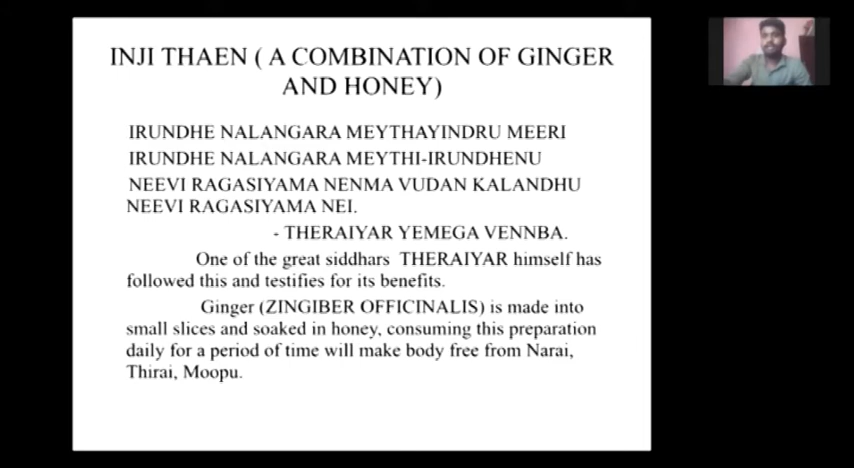 INJI THAEN ( A COMBINATION OF GINGER
AND HONEY)
IRUNDHE NALANGARA MEYTHAYINDRU MEERI
IRUNDHE NALANGARA MEYTHI-IRUNDHENU
NEEVI RAGASIYAMA NENMA VUDAN KALANDHU
NEEVI RAGASIYAMA NEI.
- THERAIYAR YEMEGA VENNBA.
One of the great siddhars THERAIYAR himself has
followed this and testifies for its benefits.
Ginger (ZINGIBER OFFICINALIS) is made into
small slices and soaked in honey, consuming this preparation
daily for a period of time will make body free from Narai,
Thirai, Moopu.